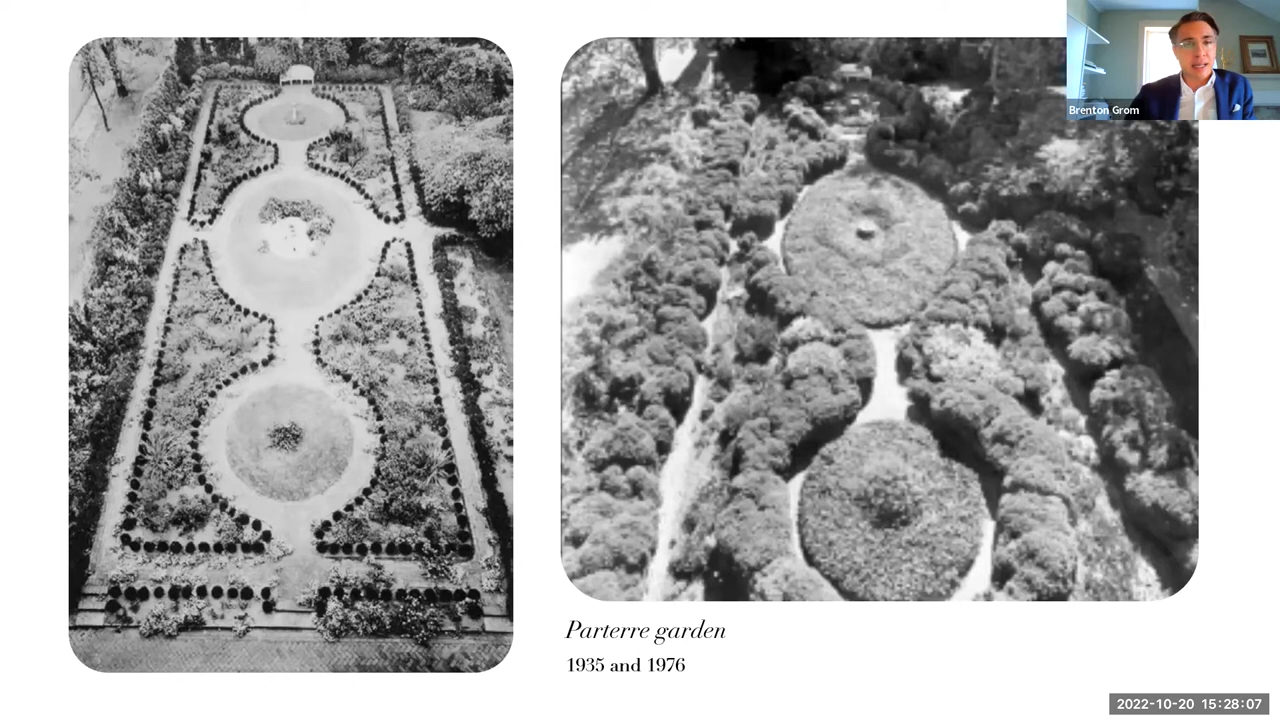 Brenton Grom
Parterre garden
1935 and 1976
2022-10-20 15:28:07